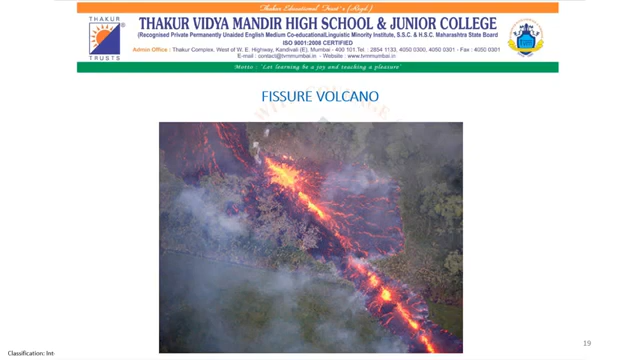 Thakur Educational Trust's (Regd.)
THAKUR VIDYA MANDIR HIGH SCHOOL & JUNIOR COLLEGE
(Recognised Private Permanently Unaided English Medium Co-educational,Linguistic Minority Institute, S.S.C. & H.S.C. Maharashtra State Board)
ISO 9001:2008 CERTIFIED
Admin Office : Thakur Complex, West of W. E. Highway, Kandivali (E), Mumbai - 400 101 Tel : 2854 1133, 4050 0300, 4050 0301 - Fax : 4050 0301
E-mail : contact@tvmmumbai.in - Website : www.tvmmumbai.in
Motto : "Let learning be a joy and teaching a pleasure"
THAKUR
TRUSTS
FISSURE VOLCANO
19
Classification: Int